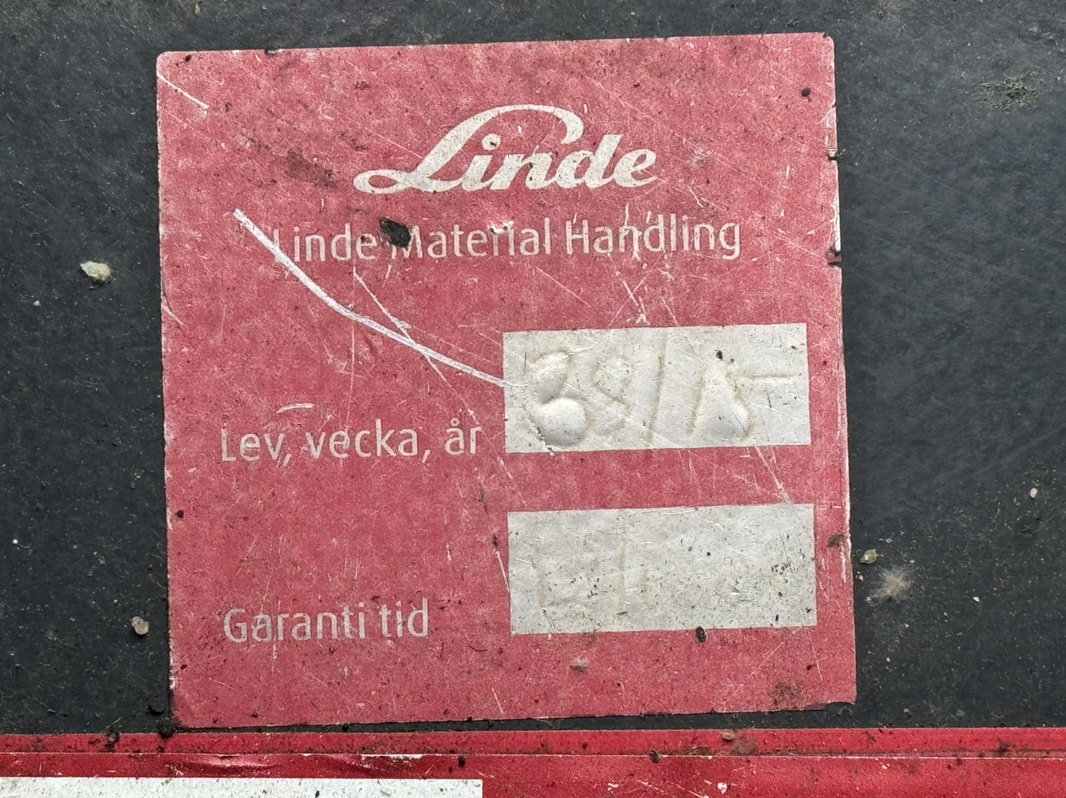 Linde
Linde Material Handling
Lev, vecka, år 38/15
Garanti tid